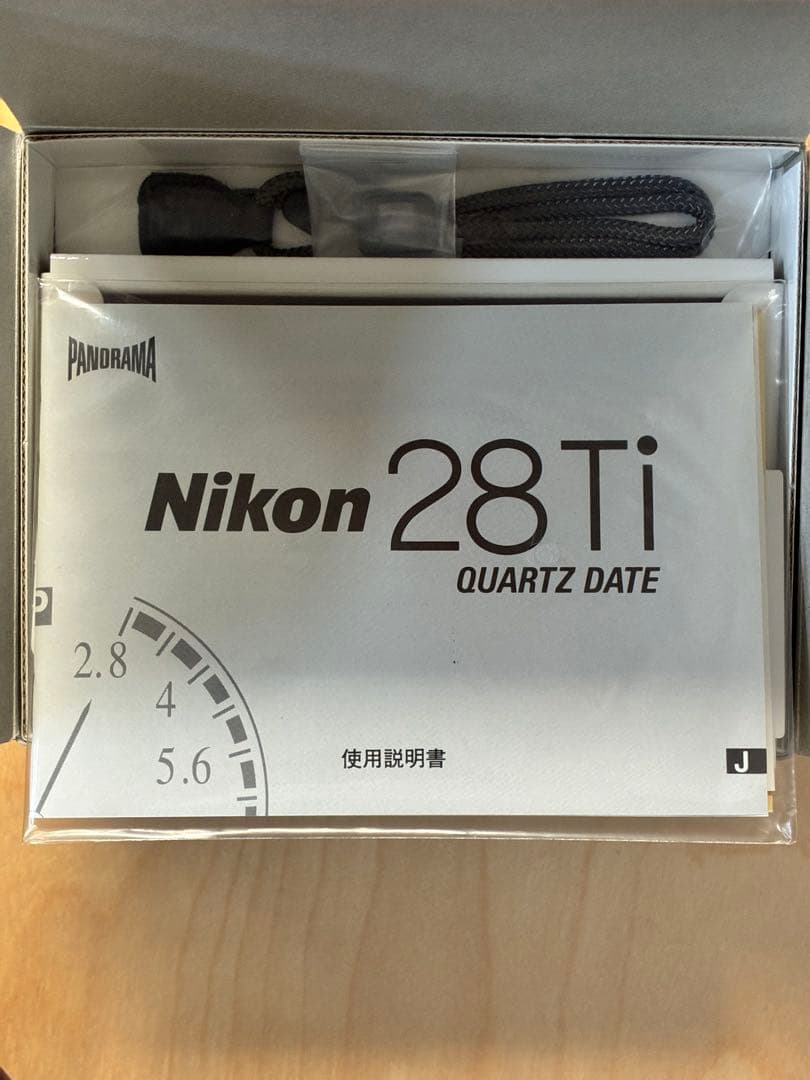 PANORAMA
Nikon 28Ti
QUARTZ DATE
P
2.8
4
5.6
使用説明書
J